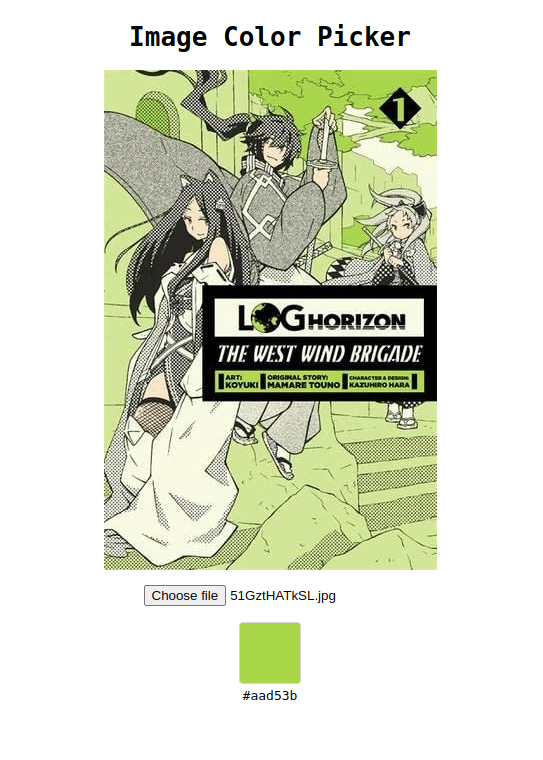 Image Color Picker
1
LOG HORIZON
THE WEST WIND BRIGADE
ART:
KOYUKI
ORIGINAL STORY:
MAMARE TOUNO
CHARACTER & DESIGN:
KAZUHIRO HARA
Choose file 51GztHATkSL.jpg
#aad53b